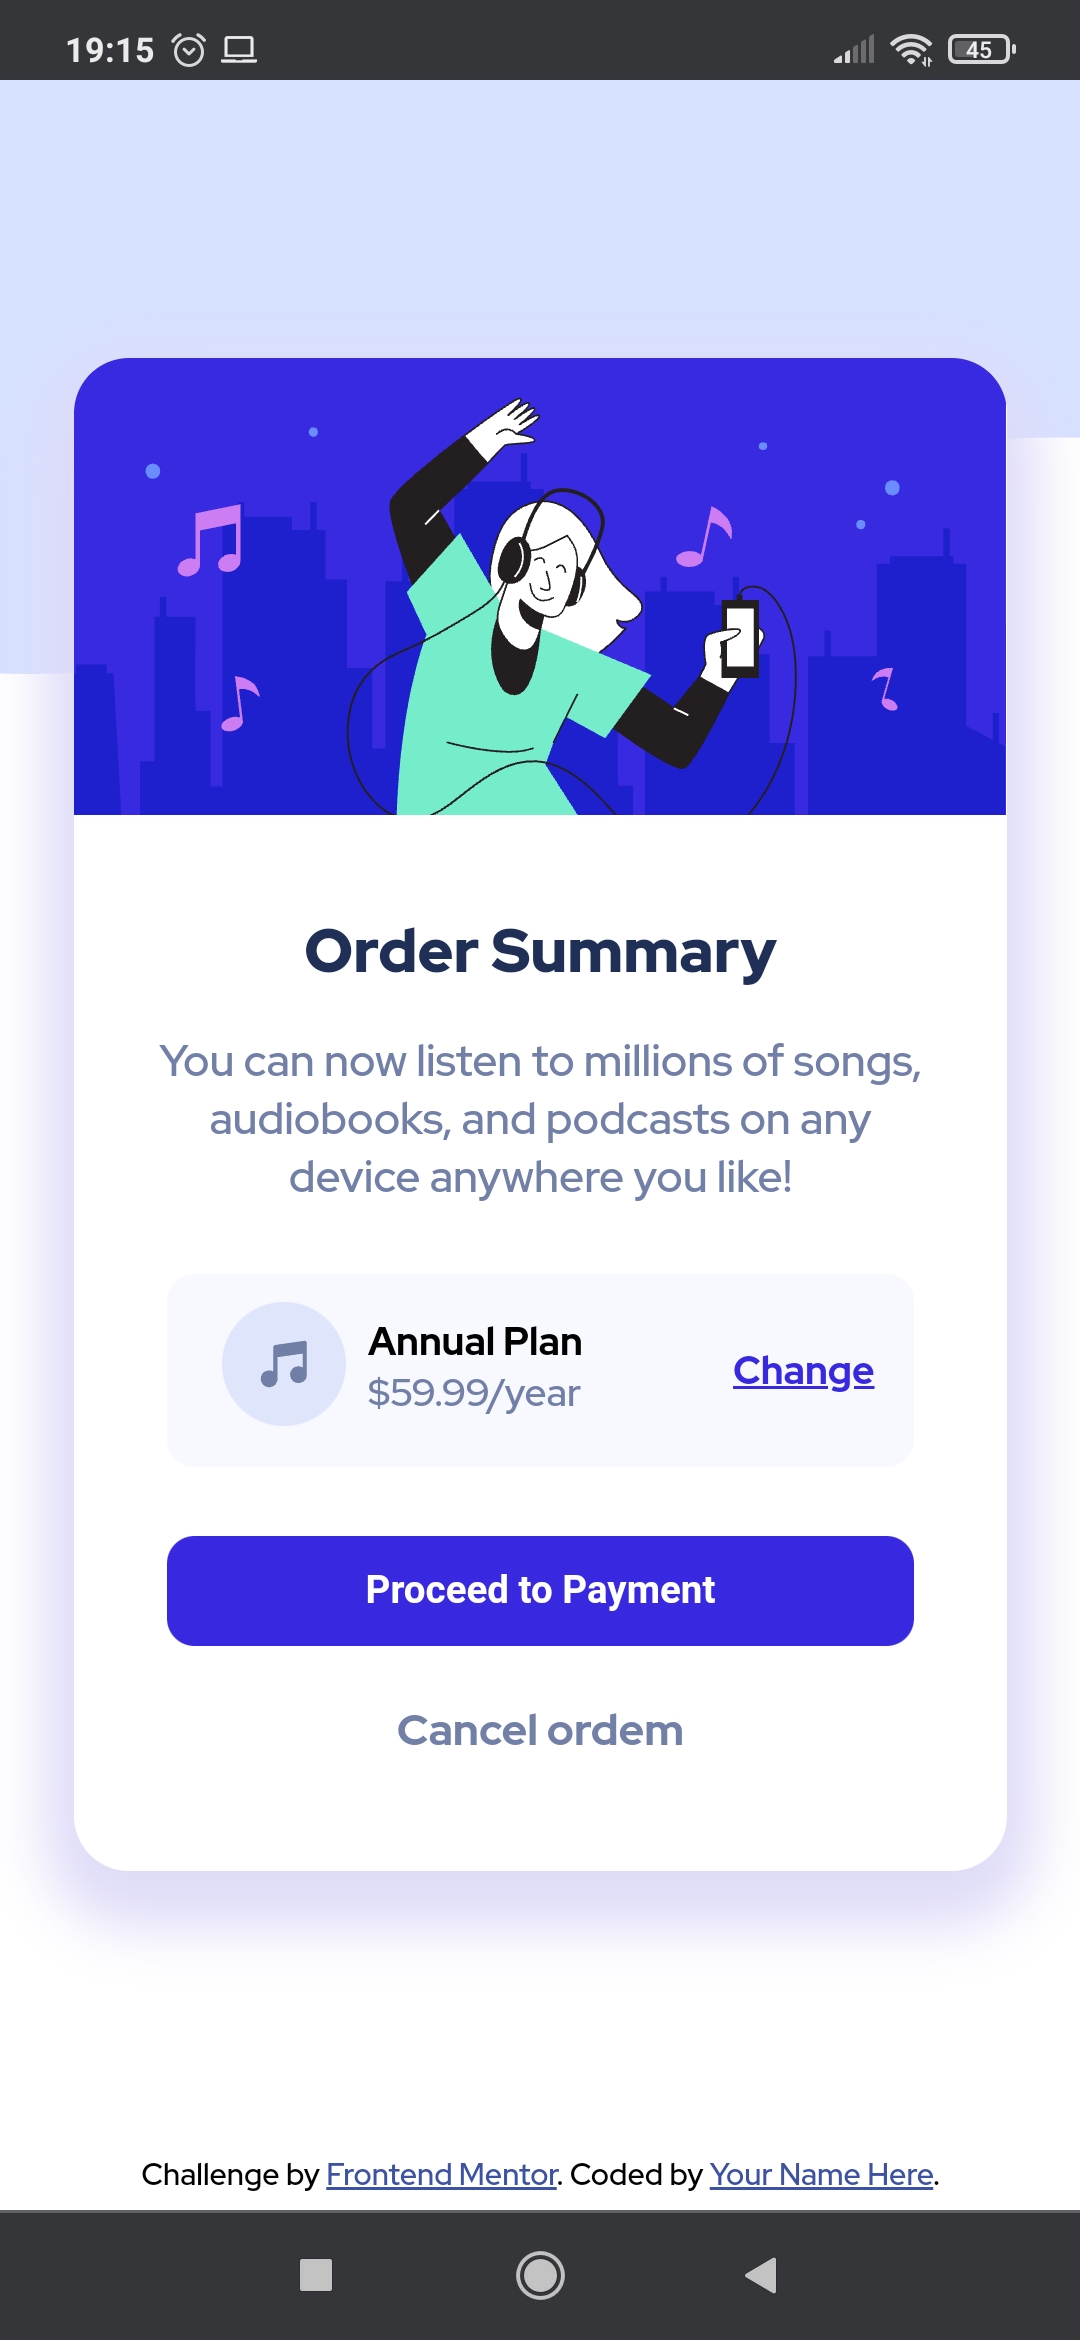 19:15
45
Order Summary
You can now listen to millions of songs,
audiobooks, and podcasts on any
device anywhere you like!
Annual Plan
$59.99/year
Change
Proceed to Payment
Cancel ordem
Challenge by Frontend Mentor. Coded by Your Name Here.